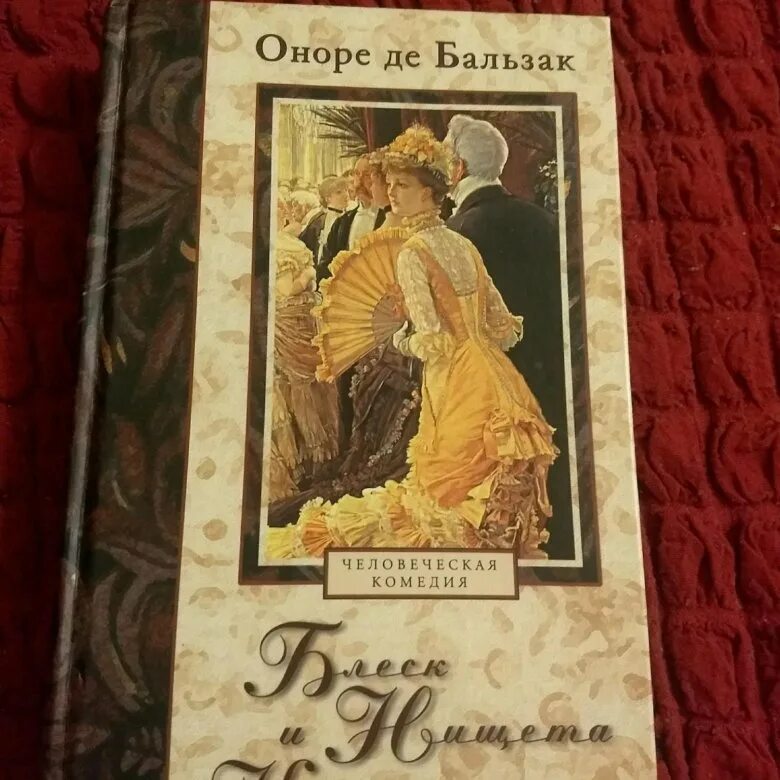 Оноре де Бальзак
ЧЕЛОВЕЧЕСКАЯ
КОМЕДИЯ
Блеск
и Нищета